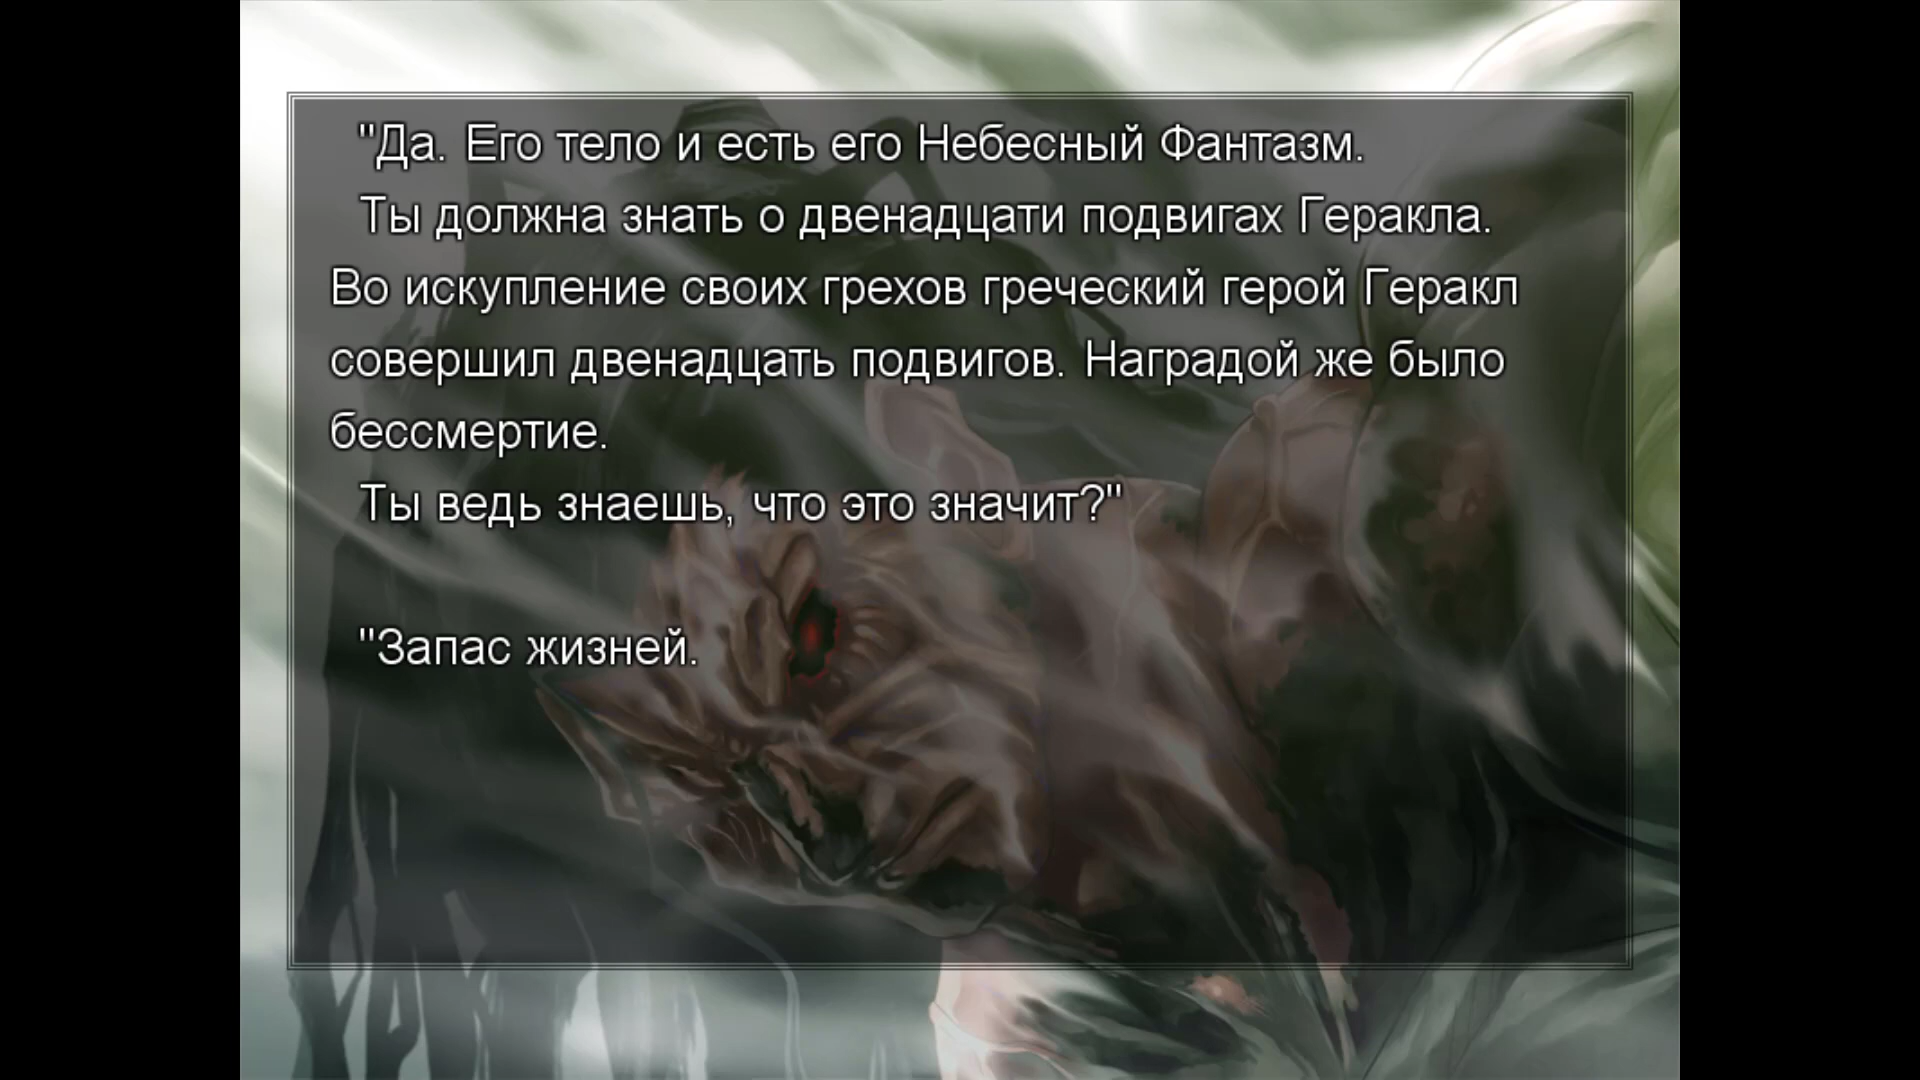 "Да. Его тело и есть его Небесный Фантазм.
Ты должна знать о двенадцати подвигах Геракла.
Во искупление своих грехов греческий герой Геракл
совершил двенадцать подвигов. Наградой же было
бессмертие.
Ты ведь знаешь, что это значит?"
"Запас жизней.